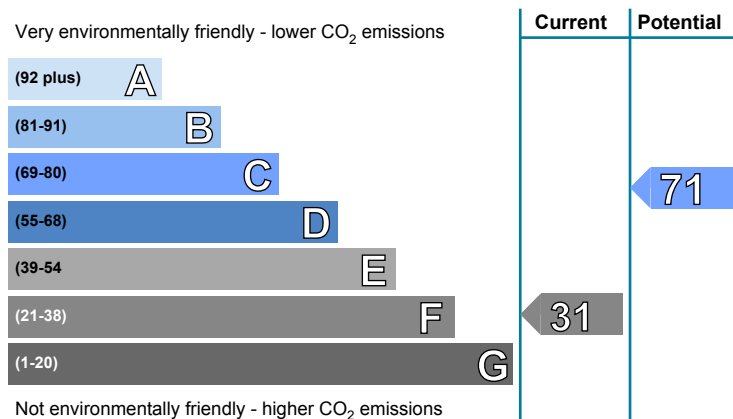 Current Potential
Very environmentally friendly - lower CO2 emissions
(92 plus) A
(81-91) B
(69-80) C
71
(55-68) D
(39-54 E
(21-38) F 31
(1-20) G
Not environmentally friendly - higher CO2 emissions